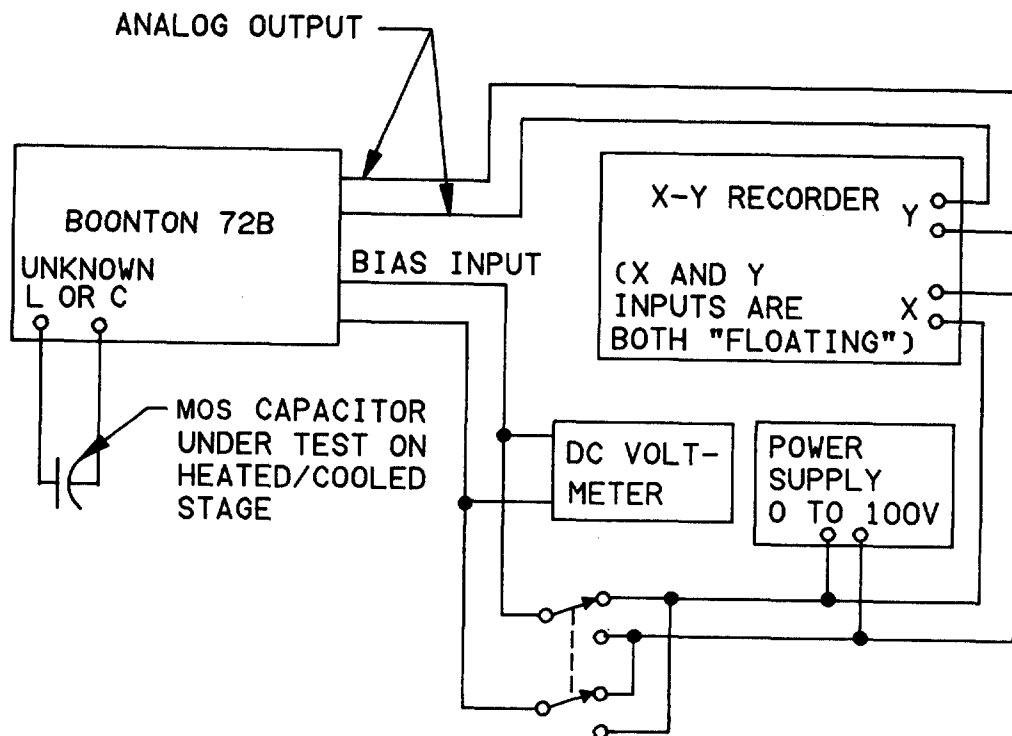 ANALOG OUTPUT
BOONTON 72B
UNKNOWN
L OR C
BIAS INPUT
X-Y RECORDER
Y
(X AND Y
INPUTS ARE
BOTH "FLOATING")
X
MOS CAPACITOR
UNDER TEST ON
HEATED/COOLED
STAGE
DC VOLT-
METER
POWER
SUPPLY
0 TO 100V